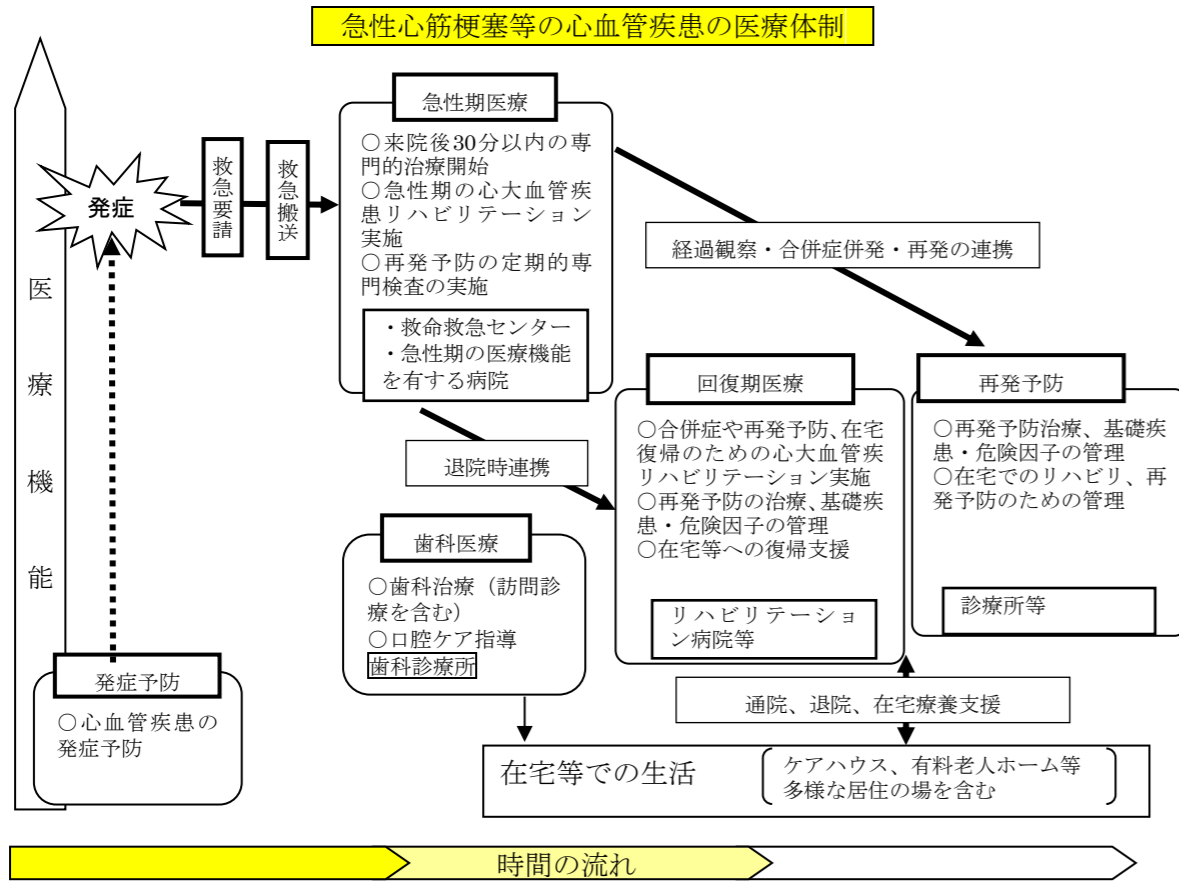 急性心筋梗塞等の心血管疾患の医療体制
医療機能
発症
救急要請
救急搬送
急性期医療
○来院後30分以内の専
門的治療開始
○急性期の心大血管疾
患リハビリテーション
実施
○再発予防の定期的専
門検査の実施
・救命救急センター
・急性期の医療機能
を有する病院
経過観察・合併症併発・再発の連携
退院時連携
回復期医療
○合併症や再発予防、在宅
復帰のための心大血管疾
リハビリテーション実施
○再発予防の治療、基礎疾
患・危険因子の管理
○在宅等への復帰支援
リハビリテーショ
ン病院等
再発予防
○再発予防治療、基礎疾
患・危険因子の管理
○在宅でのリハビリ、再
発予防のための管理
診療所等
歯科医療
○歯科治療（訪問診
療を含む）
○口腔ケア指導
歯科診療所
発症予防
○心血管疾患の
発症予防
通院、退院、在宅療養支援
在宅等での生活
ケアハウス、有料老人ホーム等
多様な居住の場を含む
時間の流れ